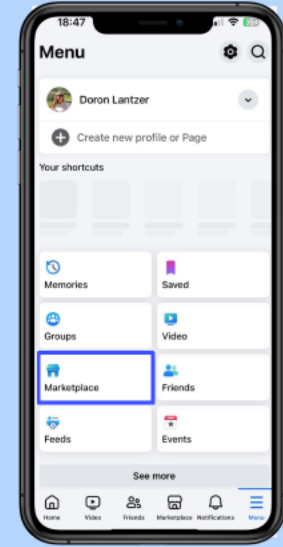 18:47
Menu
Doron Lantzer
Create new profile or Page
Your shortcuts
Memories
Saved
Groups
Video
Marketplace
Friends
Feeds
Events
See more
Home Video Friends Marketplace Notifications Menu